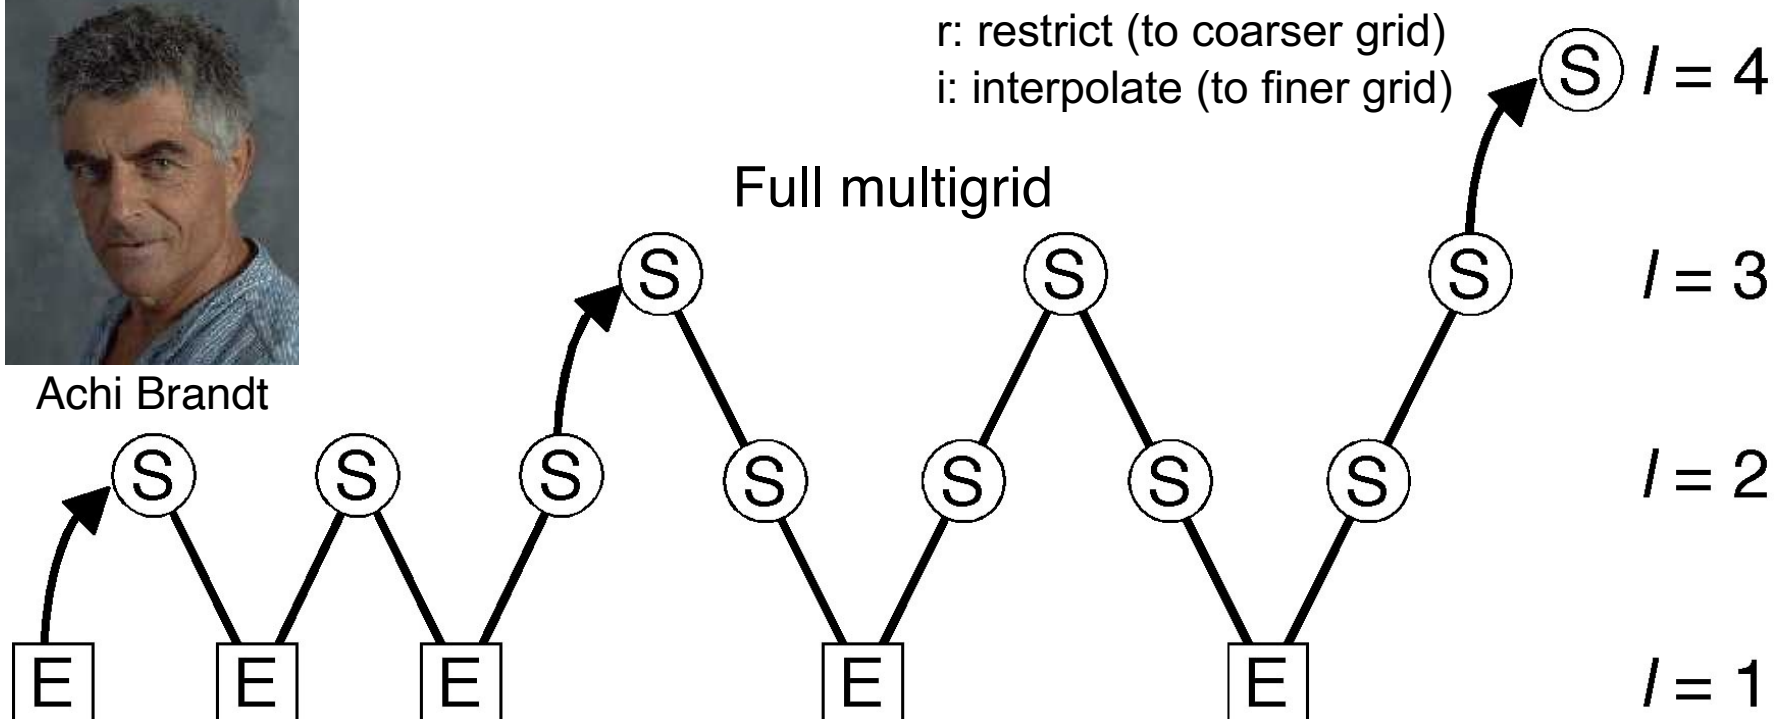 r: restrict (to coarser grid)
i: interpolate (to finer grid)
S l = 4
Full multigrid
S S S l = 3
Achi Brandt
S S S S S S S l = 2
E E E E E l = 1